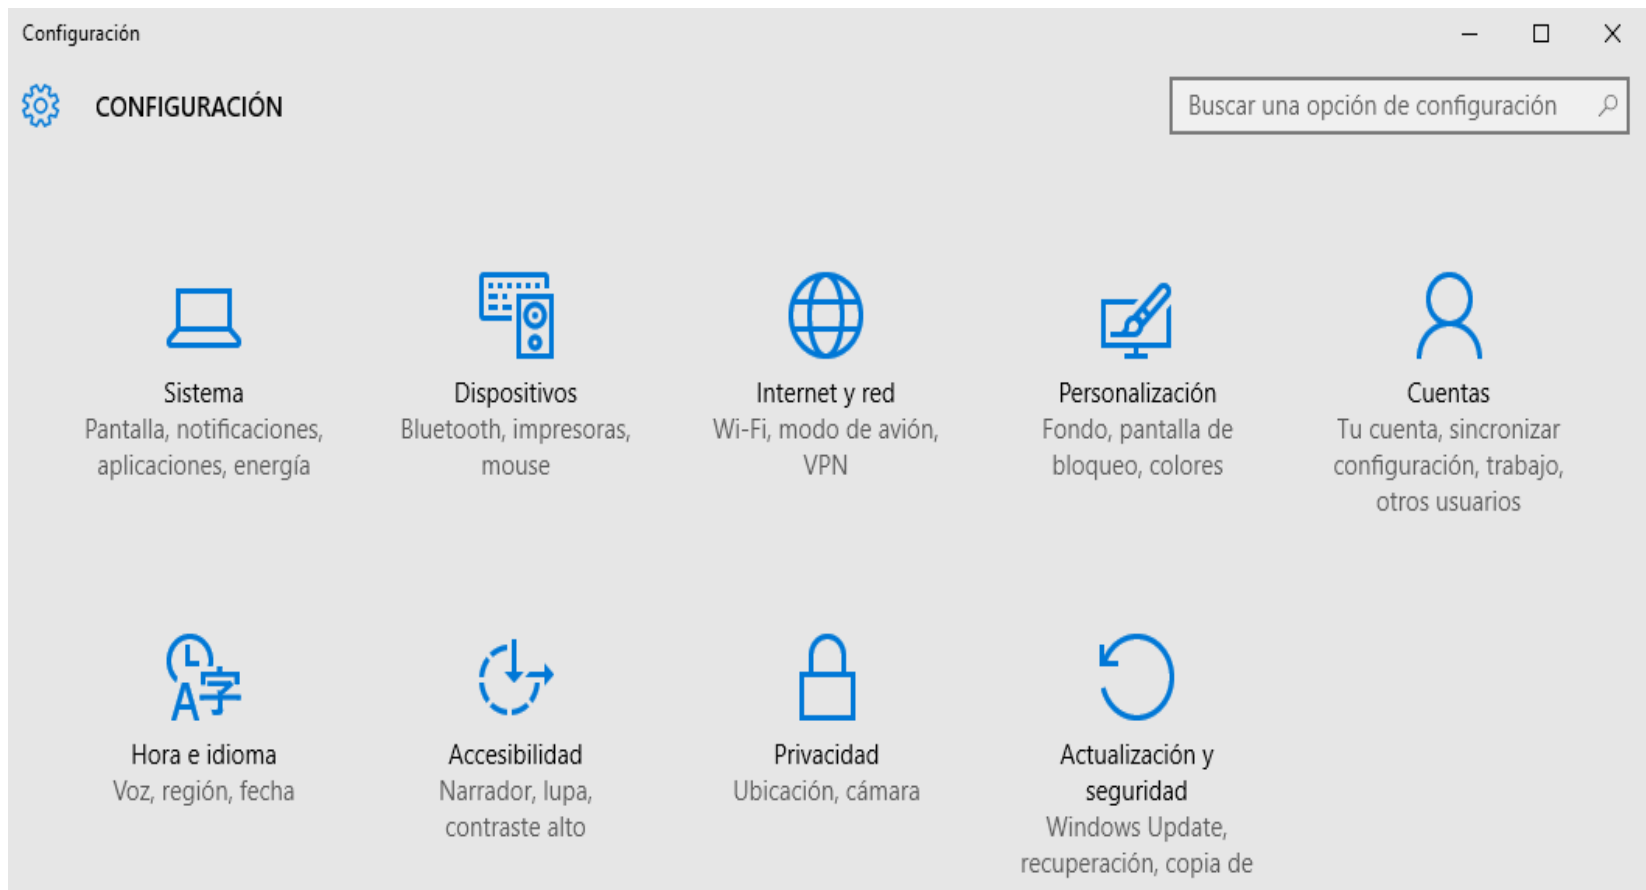 Configuración
CONFIGURACIÓN
Buscar una opción de configuración
Sistema
Pantalla, notificaciones,
aplicaciones, energía
Dispositivos
Bluetooth, impresoras,
mouse
Internet y red
Wi-Fi, modo de avión,
VPN
Personalización
Fondo, pantalla de
bloqueo, colores
Cuentas
Tu cuenta, sincronizar
configuración, trabajo,
otros usuarios
Hora e idioma
Voz, región, fecha
Accesibilidad
Narrador, lupa,
contraste alto
Privacidad
Ubicación, cámara
Actualización y
seguridad
Windows Update,
recuperación, copia de